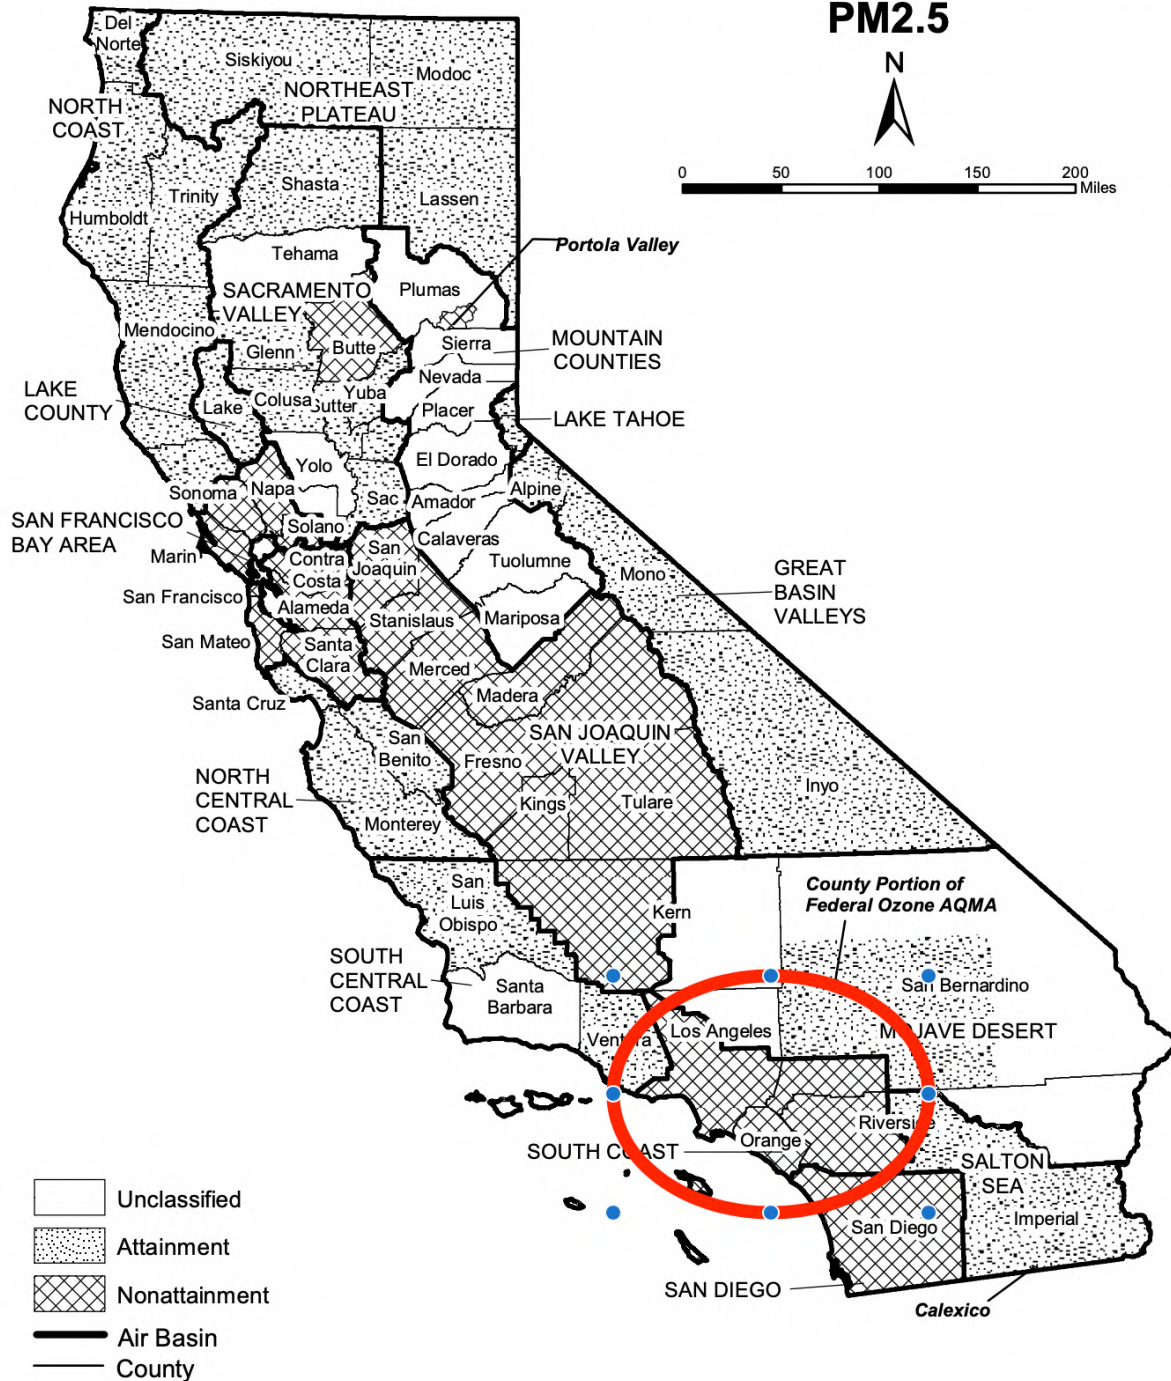 PM2.5
N
0 50 100 150 200
Miles
Del
Norte
Siskiyou
Modoc
NORTHEAST
PLATEAU
NORTH
COAST
Shasta
Trinity
Lassen
Humboldt
Portola Valley
Tehama
Plumas
SACRAMENTO
VALLEY
Mendocino
Butte
Sierra
MOUNTAIN
COUNTIES
Glenn
Nevada
LAKE
COUNTY
Lake
Colusa
Sutter
Yuba
Placer
LAKE TAHOE
Yolo
El Dorado
Sonoma
Napa
Sac
Amador
Alpine
SAN FRANCISCO
BAY AREA
Solano
Marin
Calaveras
San
Joaquin
Contra
Costa
Tuolumne
Mono
GREAT
BASIN
VALLEYS
San Francisco
Alameda
Stanislaus
Mariposa
San Mateo
Santa
Clara
Merced
Madera
Santa Cruz
SAN JOAQUIN
VALLEY
San
Benito
Fresno
NORTH
CENTRAL
COAST
Kings
Tulare
Inyo
Monterey
San
Luis
Obispo
Kern
County Portion of
Federal Ozone AQMA
SOUTH
CENTRAL
COAST
Santa
Barbara
San Bernardino
Ventura
Los Angeles
MOJAVE DESERT
Riverside
Orange
SOUTH COAST
SALTON
SEA
San Diego
Imperial
SAN DIEGO
Calexico
Unclassified
Attainment
Nonattainment
Air Basin
County